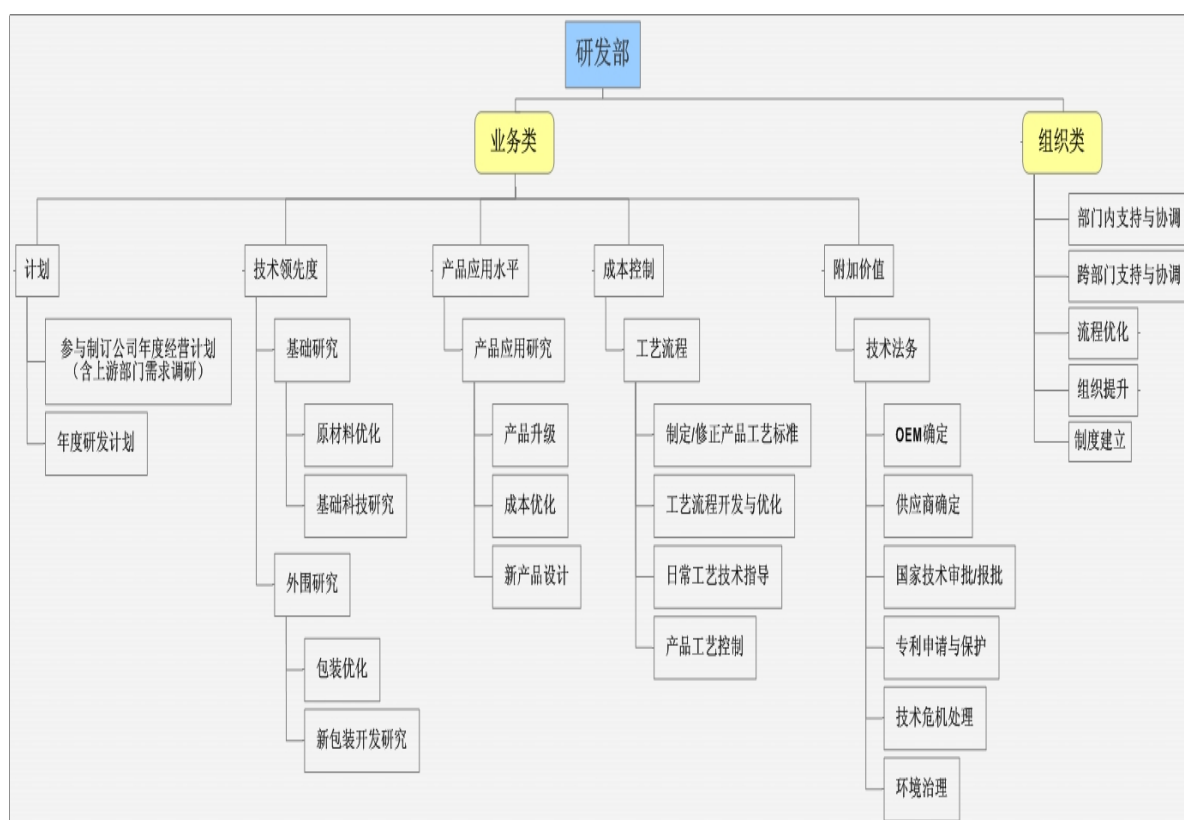 研发部
业务类
组织类
计划
参与制订公司年度经营计划
（含上游部门需求调研）
年度研发计划
技术领先度
基础研究
原材料优化
基础科技研究
外围研究
包装优化
新包装开发研究
产品应用水平
产品应用研究
产品升级
成本优化
新产品设计
成本控制
工艺流程
制定/修正产品工艺标准
工艺流程开发与优化
日常工艺技术指导
产品工艺控制
附加价值
技术法务
OEM确定
供应商确定
国家技术审批/报批
专利申请与保护
技术危机处理
环境治理
部门内支持与协调
跨部门支持与协调
流程优化
组织提升
制度建立